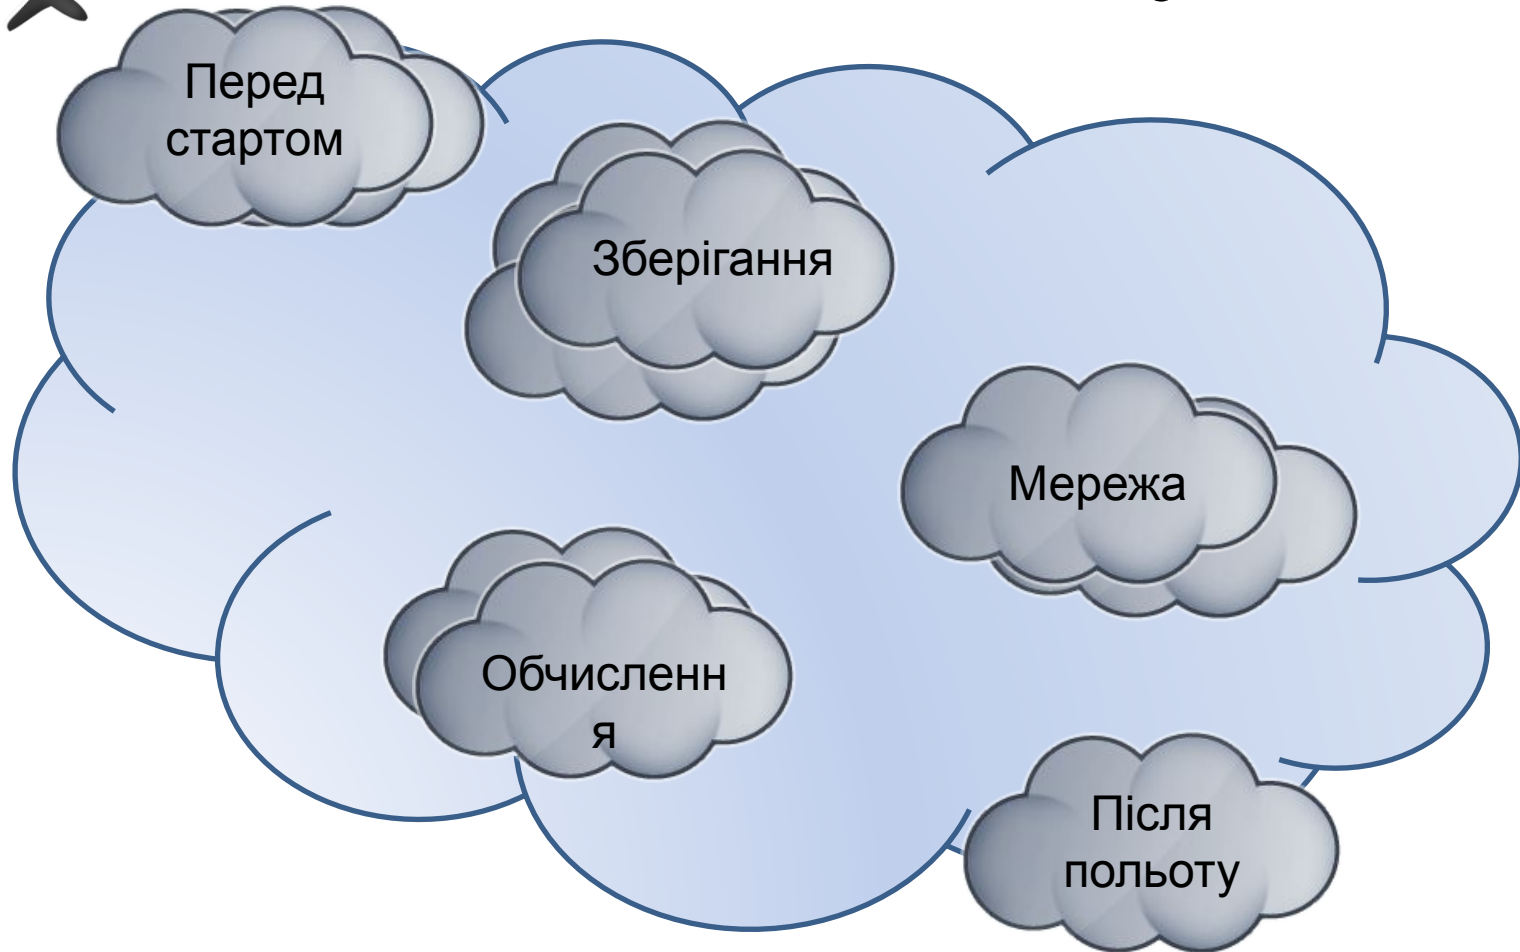 Перед
стартом
Зберігання
Мережа
Обчисленн
я
Після
польоту